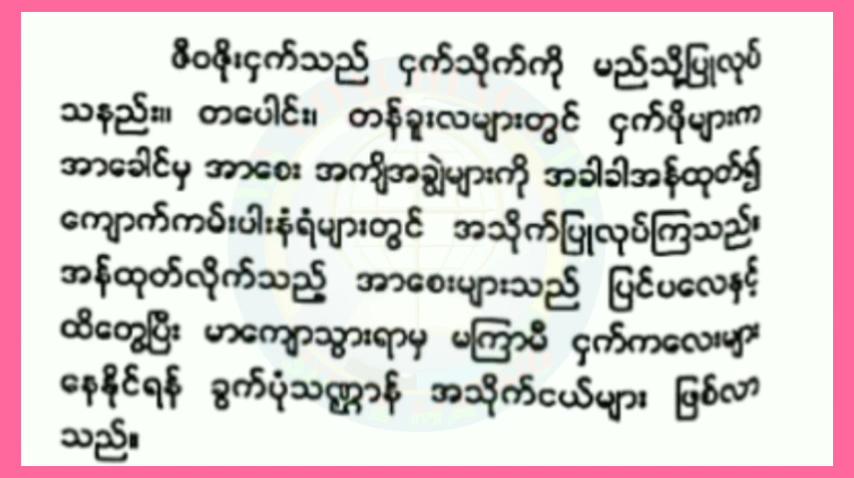 ဇီဝဇိုးငှက်သည် ငှက်သိုက်ကို မည်သို့ပြုလုပ်
သနည်း။ တပေါင်း၊ တန်ခူးလများတွင် ငှက်ဖိုများက
အာခေါင်မှ အာစေး အကျိအချွဲများကို အခါခါအန်ထုတ်၍
ကျောက်ကမ်းပါးနံရံများတွင် အသိုက်ပြုလုပ်ကြသည်။
အန်ထုတ်လိုက်သည့် အာစေးများသည် ပြင်ပလေနှင့်
ထိတွေ့ပြီး မာကျောသွားရာမှ မကြာမီ ငှက်ကလေးများ
နေနိုင်ရန် ခွက်ပုံသဏ္ဌာန် အသိုက်ငယ်များ ဖြစ်လာ
သည်။